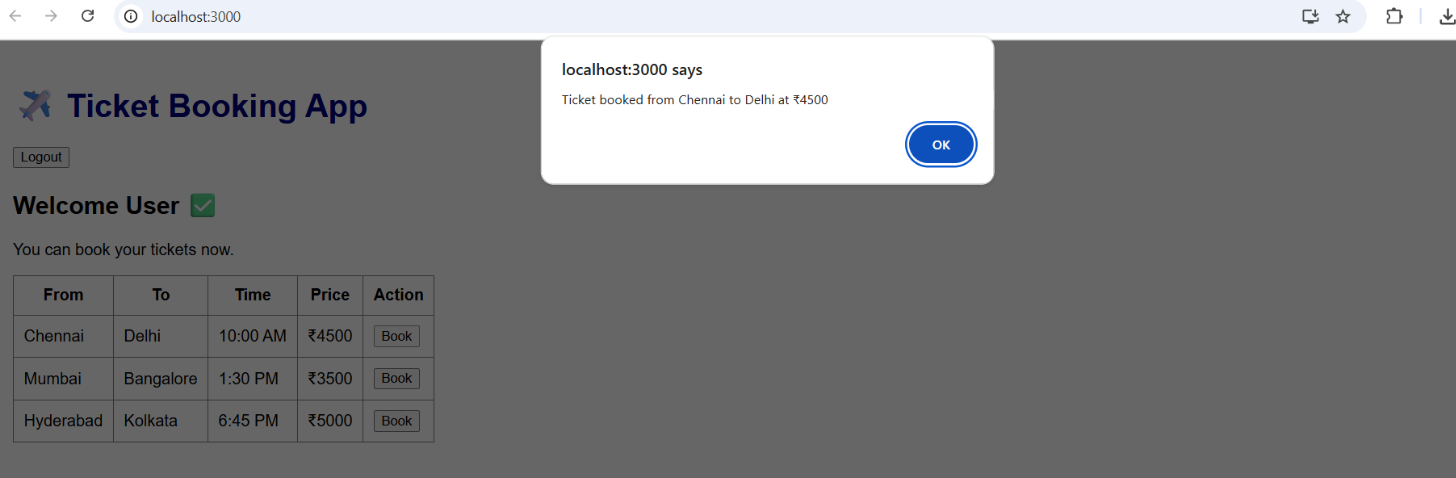 localhost:3000
localhost:3000 says
Ticket booked from Chennai to Delhi at ₹4500
OK
Ticket Booking App
Logout
Welcome User
You can book your tickets now.
From To Time Price Action
Chennai Delhi 10:00 AM ₹4500 Book
Mumbai Bangalore 1:30 PM ₹3500 Book
Hyderabad Kolkata 6:45 PM ₹5000 Book